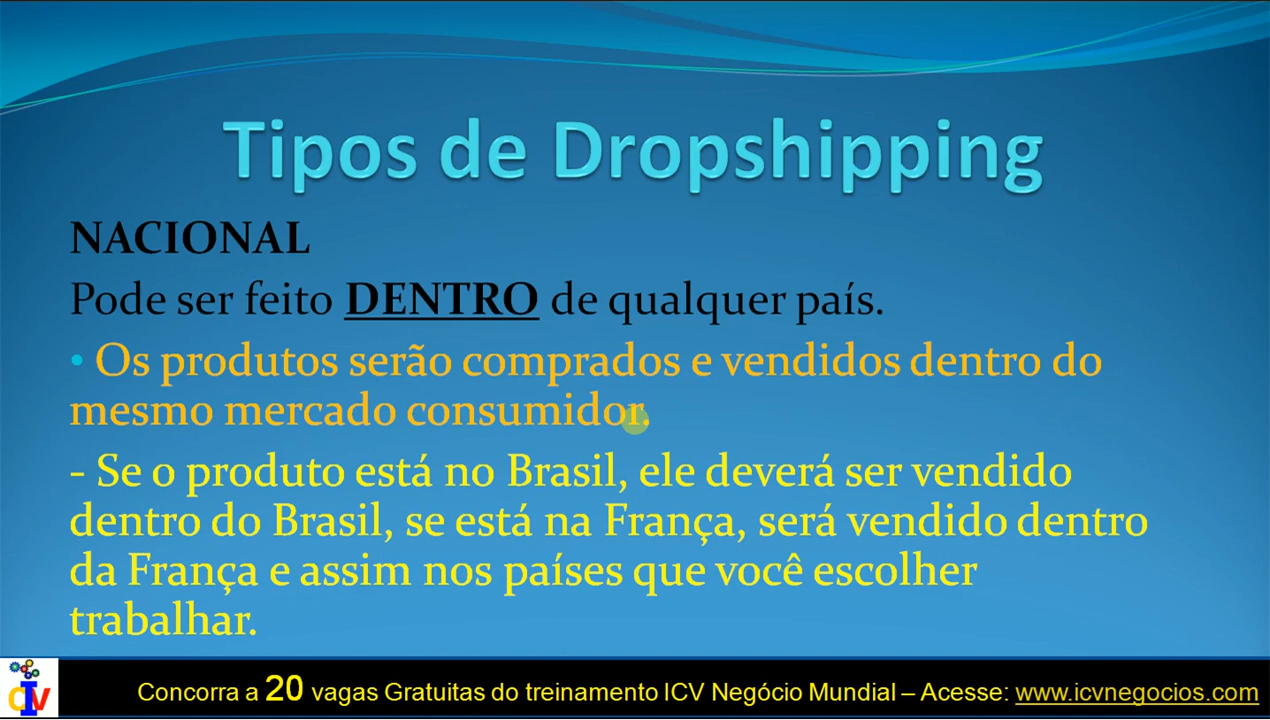 Tipos de Dropshipping
NACIONAL
Pode ser feito DENTRO de qualquer país.
• Os produtos serão comprados e vendidos dentro do
mesmo mercado consumidor.
- Se o produto está no Brasil, ele deverá ser vendido
dentro do Brasil, se está na França, será vendido dentro
da França e assim nos países que você escolher
trabalhar.
ICV
Concorra a 20 vagas Gratuitas do treinamento ICV Negócio Mundial – Acesse: www.icvnegocios.com